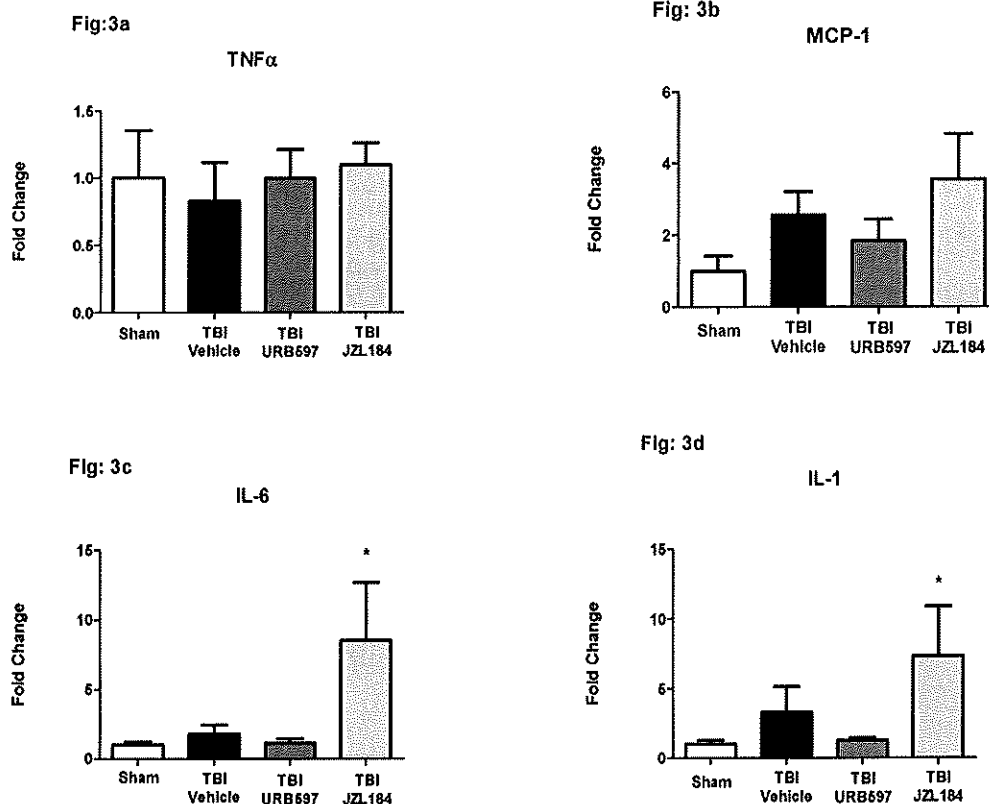 Fig:3a
TNFα
Fold Change
1.5
1.0
0.5
0.0
Sham
TBI
Vehicle
TBI
URB597
TBI
JZL184
Fig: 3b
MCP-1
Fold Change
6
4
2
0
Sham
TBI
Vehicle
TBI
URB597
TBI
JZL184
Fig: 3c
IL-6
Fold Change
15
10
5
0
*
Sham
TBI
Vehicle
TBI
URB597
TBI
JZL184
Fig: 3d
IL-1
Fold Change
15
10
5
0
*
Sham
TBI
Vehicle
TBI
URB597
TBI
JZL184